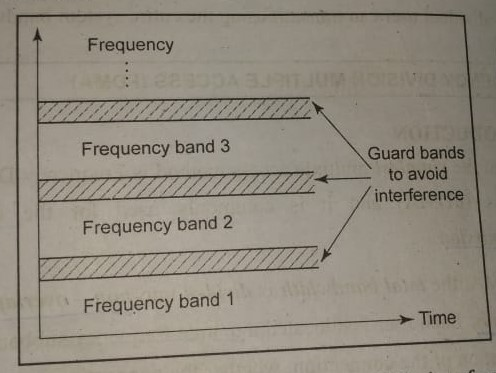 Frequency
Frequency band 3
Guard bands
to avoid
interference
Frequency band 2
Frequency band 1
Time